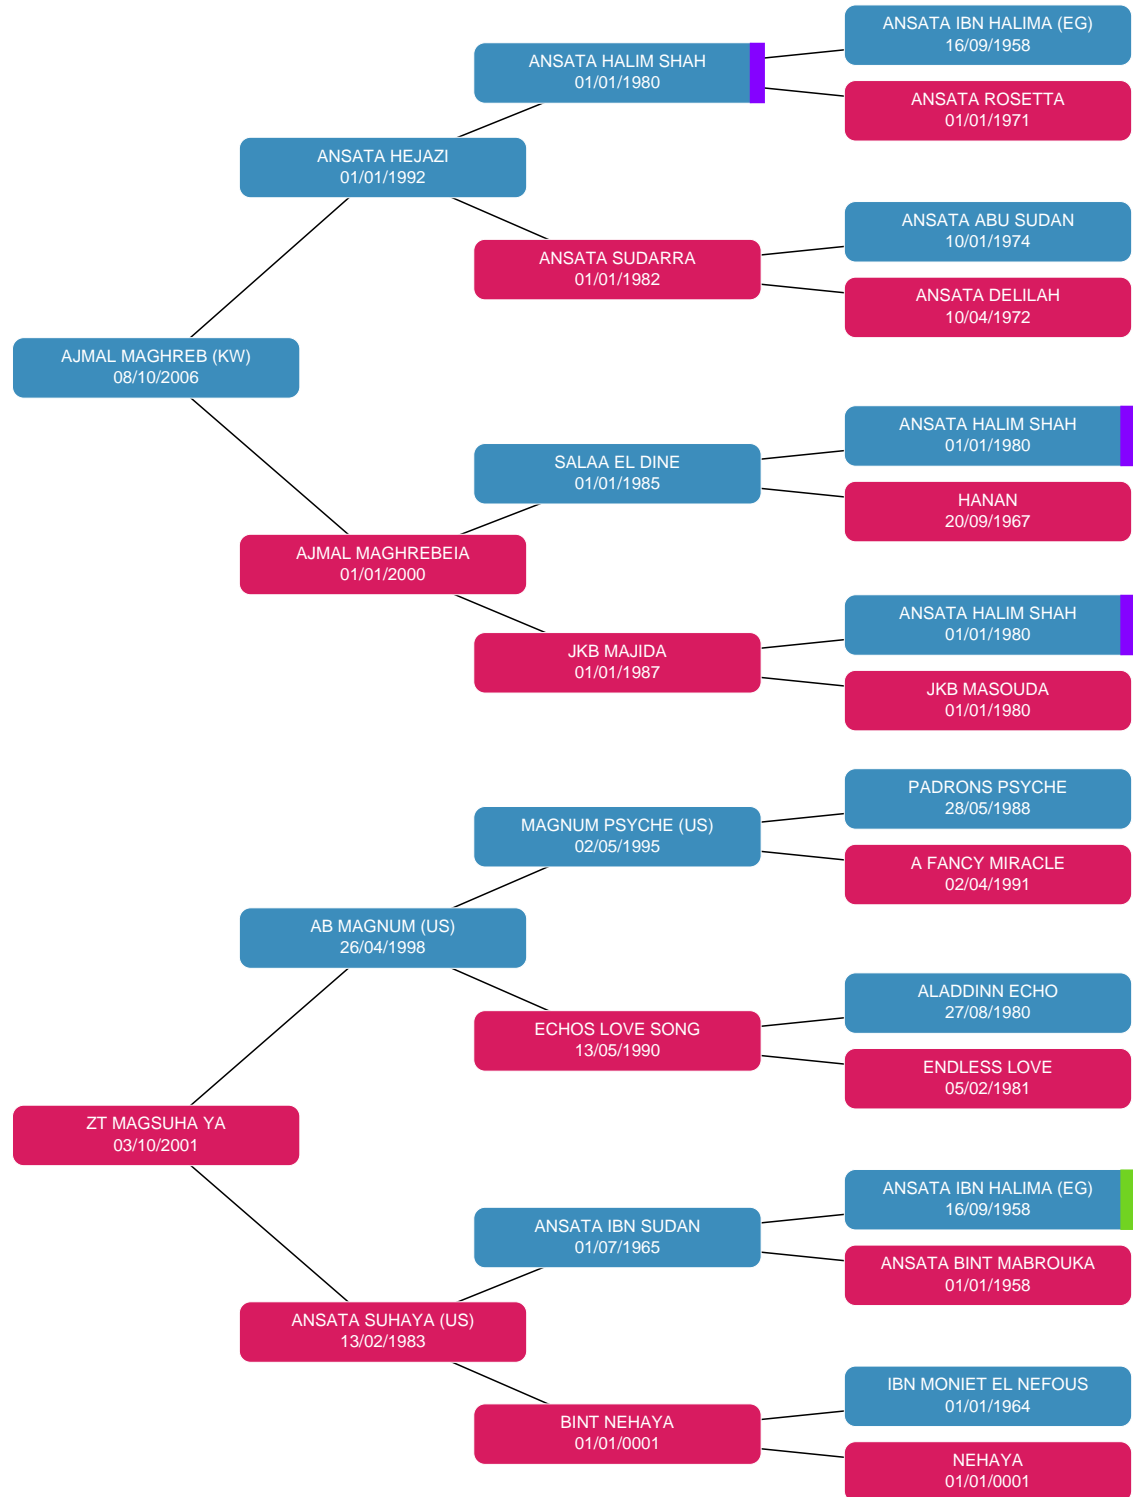 ANSATA IBN HALIMA (EG)
16/09/1958
ANSATA HALIM SHAH
01/01/1980
ANSATA ROSETTA
01/01/1971
ANSATA HEJAZI
01/01/1992
ANSATA ABU SUDAN
10/01/1974
ANSATA SUDARRA
01/01/1982
ANSATA DELILAH
10/04/1972
AJMAL MAGHREB (KW)
08/10/2006
ANSATA HALIM SHAH
01/01/1980
SALAA EL DINE
01/01/1985
HANAN
20/09/1967
AJMAL MAGHREBEIA
01/01/2000
ANSATA HALIM SHAH
01/01/1980
JKB MAJIDA
01/01/1987
JKB MASOUDA
01/01/1980
PADRONS PSYCHE
28/05/1988
MAGNUM PSYCHE (US)
02/05/1995
A FANCY MIRACLE
02/04/1991
AB MAGNUM (US)
26/04/1998
ALADDINN ECHO
27/08/1980
ECHOS LOVE SONG
13/05/1990
ENDLESS LOVE
05/02/1981
ZT MAGSUHA YA
03/10/2001
ANSATA IBN HALIMA (EG)
16/09/1958
ANSATA IBN SUDAN
01/07/1965
ANSATA BINT MABROUKA
01/01/1958
ANSATA SUHAYA (US)
13/02/1983
IBN MONIET EL NEFOUS
01/01/1964
BINT NEHAYA
01/01/0001
NEHAYA
01/01/0001